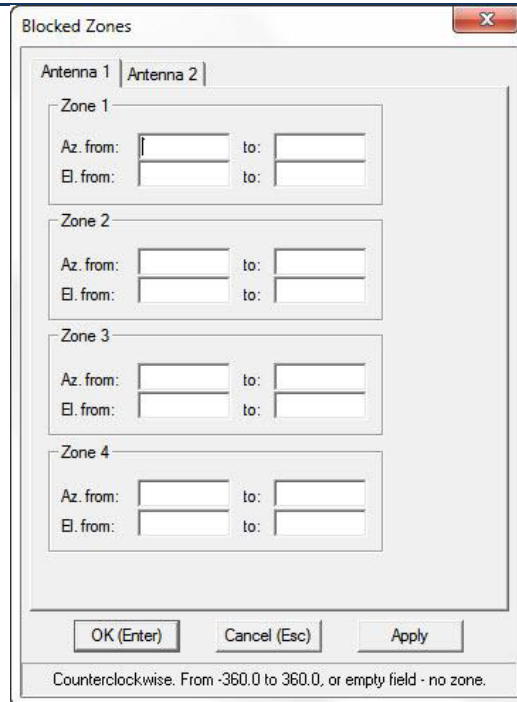 Blocked Zones
Antenna 1 Antenna 2
Zone 1
Az. from: to:
El. from: to:
Zone 2
Az. from: to:
El. from: to:
Zone 3
Az. from: to:
El. from: to:
Zone 4
Az. from: to:
El. from: to:
OK (Enter) Cancel (Esc) Apply
Counterclockwise. From -360.0 to 360.0, or empty field - no zone.